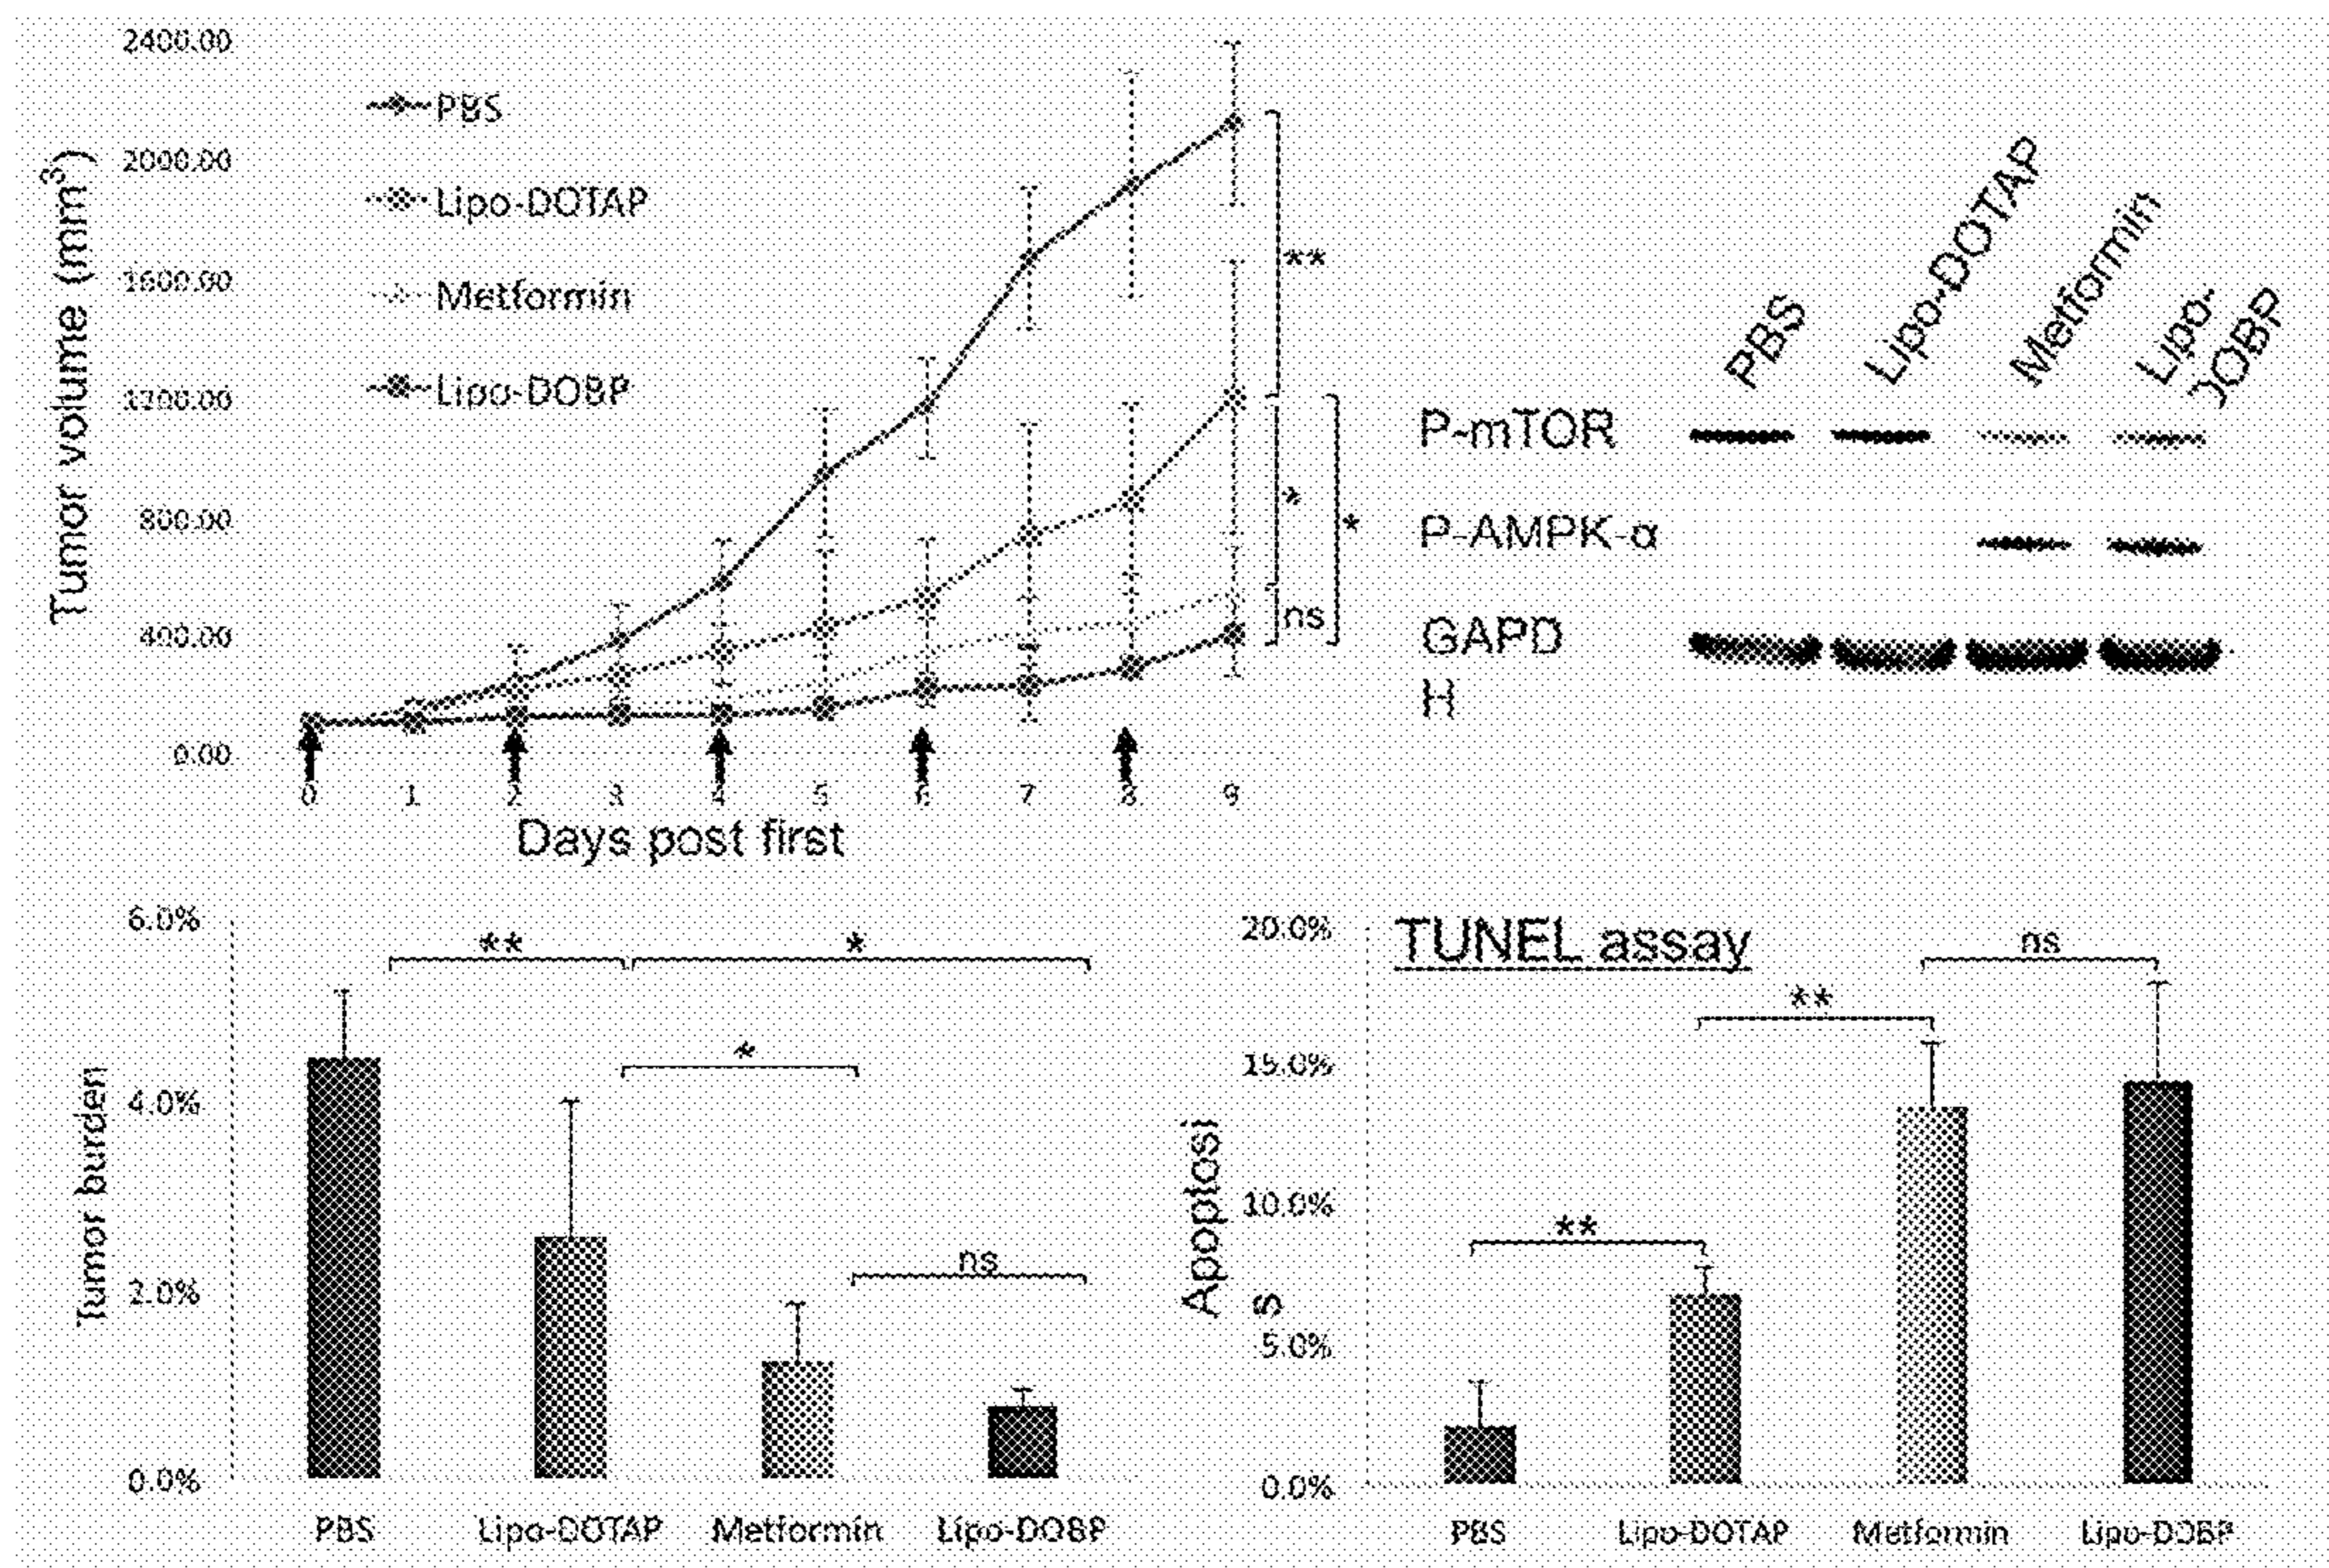 2400.00
2000.00
1600.00
1200.00
800.00
400.00
0.00
Tumor volume (mm³)
PBS
Lipo-DOTAP
Metformin
Lipo-DOBP
**
*
*
ns
0 1 2 3 4 5 6 7 8 9
Days post first
PBS
Lipo-DOTAP
Metformin
Lipo-
DOBP
P-mTOR
P-AMPK-α
GAPD
H
6.0%
4.0%
2.0%
0.0%
Tumor burden
**
*
*
ns
PBS Lipo-DOTAP Metformin Lipo-DOBP
TUNEL assay
20.0%
15.0%
10.0%
5.0%
0.0%
Apoptosi
s
**
**
ns
PBS Lipo-DOTAP Metformin Lipo-DOBP